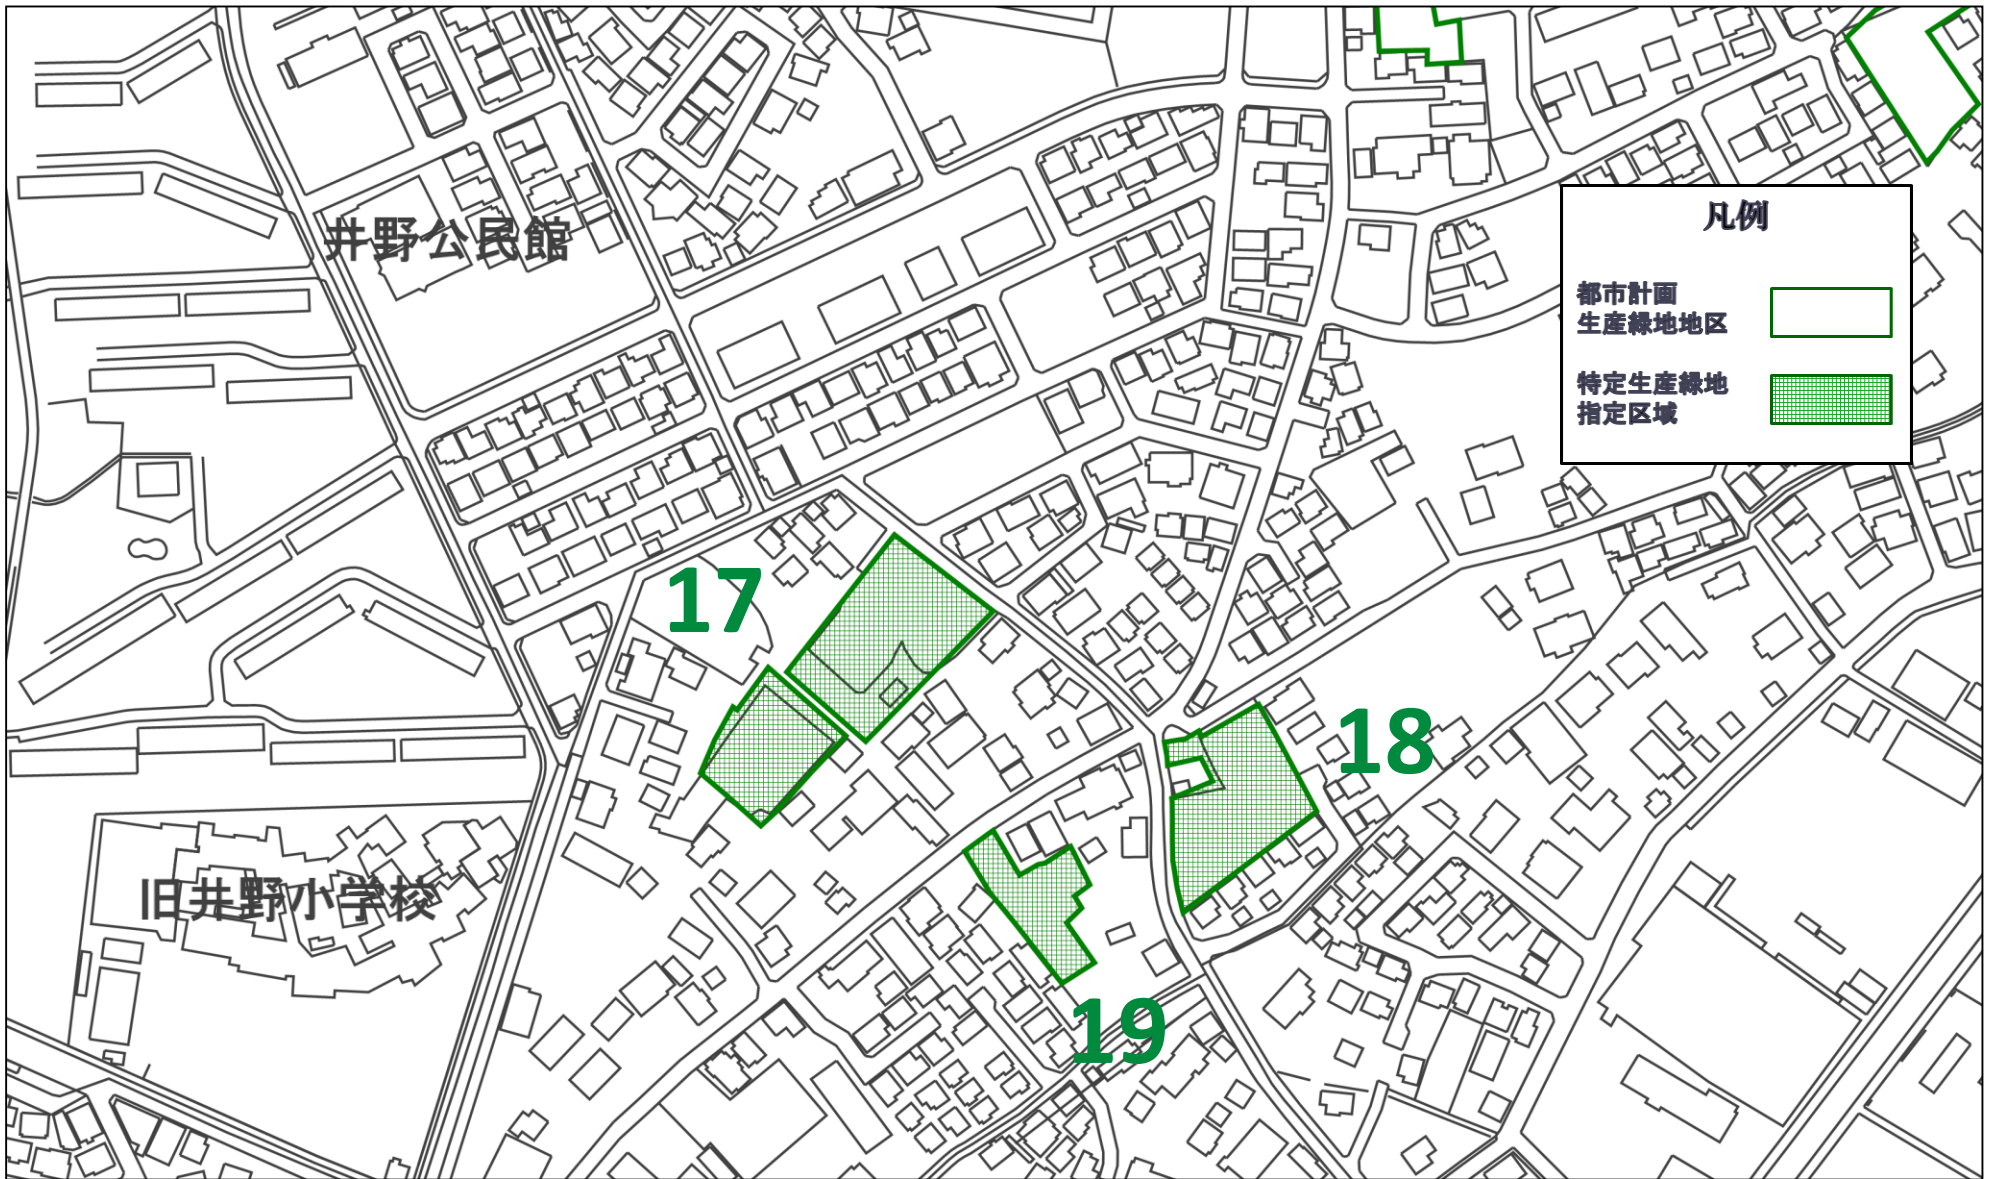 井野公民館
凡例
都市計画
生産緑地地区
特定生産緑地
指定区域
17
18
旧井野小学校
19